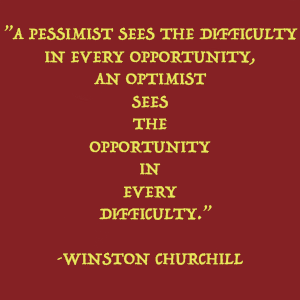 "A PESSIMIST SEES THE DIFFICULTY
IN EVERY OPPORTUNITY,
AN OPTIMIST
SEES
THE
OPPORTUNITY
IN
EVERY
DIFFICULTY."
-WINSTON CHURCHILL